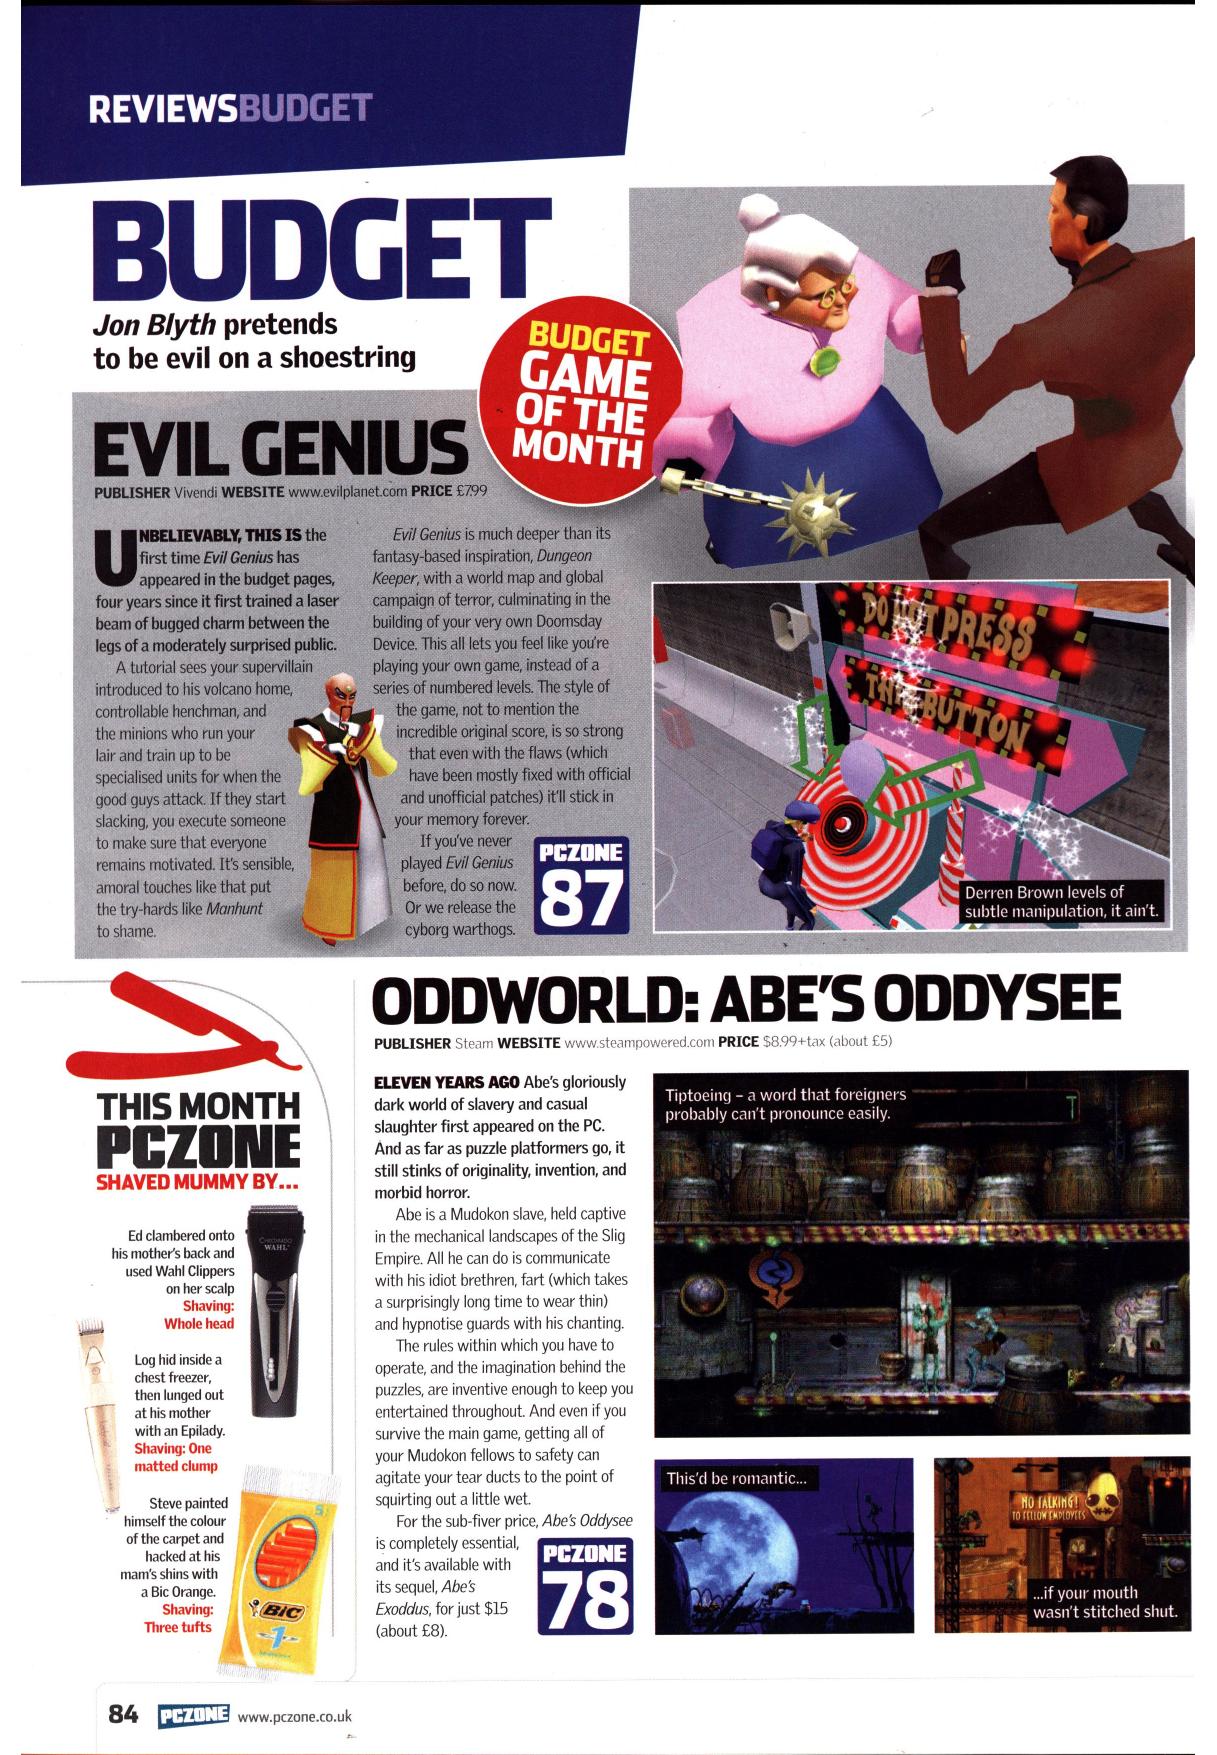 REVIEWSBUDGET
BUDGET
Jon Blyth pretends
to be evil on a shoestring
BUDGET
GAME
OF THE
MONTH
EVIL GENIUS
PUBLISHER Vivendi WEBSITE www.evilplanet.com PRICE £7.99
UNBELIEVABLY, THIS IS the
first time Evil Genius has
appeared in the budget pages,
four years since it first trained a laser
beam of bugged charm between the
legs of a moderately surprised public.
A tutorial sees your supervillain
introduced to his volcano home,
controllable henchman, and
the minions who run your
lair and train up to be
specialised units for when the
good guys attack. If they start
slacking, you execute someone
to make sure that everyone
remains motivated. It's sensible,
amoral touches like that put
the try-hards like Manhunt
to shame.
Evil Genius is much deeper than its
fantasy-based inspiration, Dungeon
Keeper, with a world map and global
campaign of terror, culminating in the
building of your very own Doomsday
Device. This all lets you feel like you're
playing your own game, instead of a
series of numbered levels. The style of
the game, not to mention the
incredible original score, is so strong
that even with the flaws (which
have been mostly fixed with official
and unofficial patches) it'll stick in
your memory forever.
If you've never
played Evil Genius
before, do so now.
Or we release the
cyborg warthogs.
PCZONE
87
DO NOT PRESS
THIS BUTTON
Derren Brown levels of
subtle manipulation, it ain't.
THIS MONTH
PCZONE
SHAVED MUMMY BY...
Ed clambered onto
his mother's back and
used Wahl Clippers
on her scalp
Shaving:
Whole head
WAHL
Log hid inside a
chest freezer,
then lunged out
at his mother
with an Epilady.
Shaving: One
matted clump
Steve painted
himself the colour
of the carpet and
hacked at his
mam's shins with
a Bic Orange.
Shaving:
Three tufts
5
BIC
1
ODDWORLD: ABE'S ODDYSEE
PUBLISHER Steam WEBSITE www.steampowered.com PRICE $8.99+tax (about £5)
ELEVEN YEARS AGO Abe's gloriously
dark world of slavery and casual
slaughter first appeared on the PC.
And as far as puzzle platformers go, it
still stinks of originality, invention, and
morbid horror.
Abe is a Mudokon slave, held captive
in the mechanical landscapes of the Slig
Empire. All he can do is communicate
with his idiot brethren, fart (which takes
a surprisingly long time to wear thin)
and hypnotise guards with his chanting.
The rules within which you have to
operate, and the imagination behind the
puzzles, are inventive enough to keep you
entertained throughout. And even if you
survive the main game, getting all of
your Mudokon fellows to safety can
agitate your tear ducts to the point of
squirting out a little wet.
For the sub-fiver price, Abe's Oddysee
is completely essential,
and it's available with
its sequel, Abe's
Exoddus, for just $15
(about £8).
PCZONE
78
Tiptoeing – a word that foreigners
probably can't pronounce easily.
This'd be romantic...
NO TALKING!
TO FELLOW EMPLOYEES
...if your mouth
wasn't stitched shut.
84 PCZONE www.pczone.co.uk